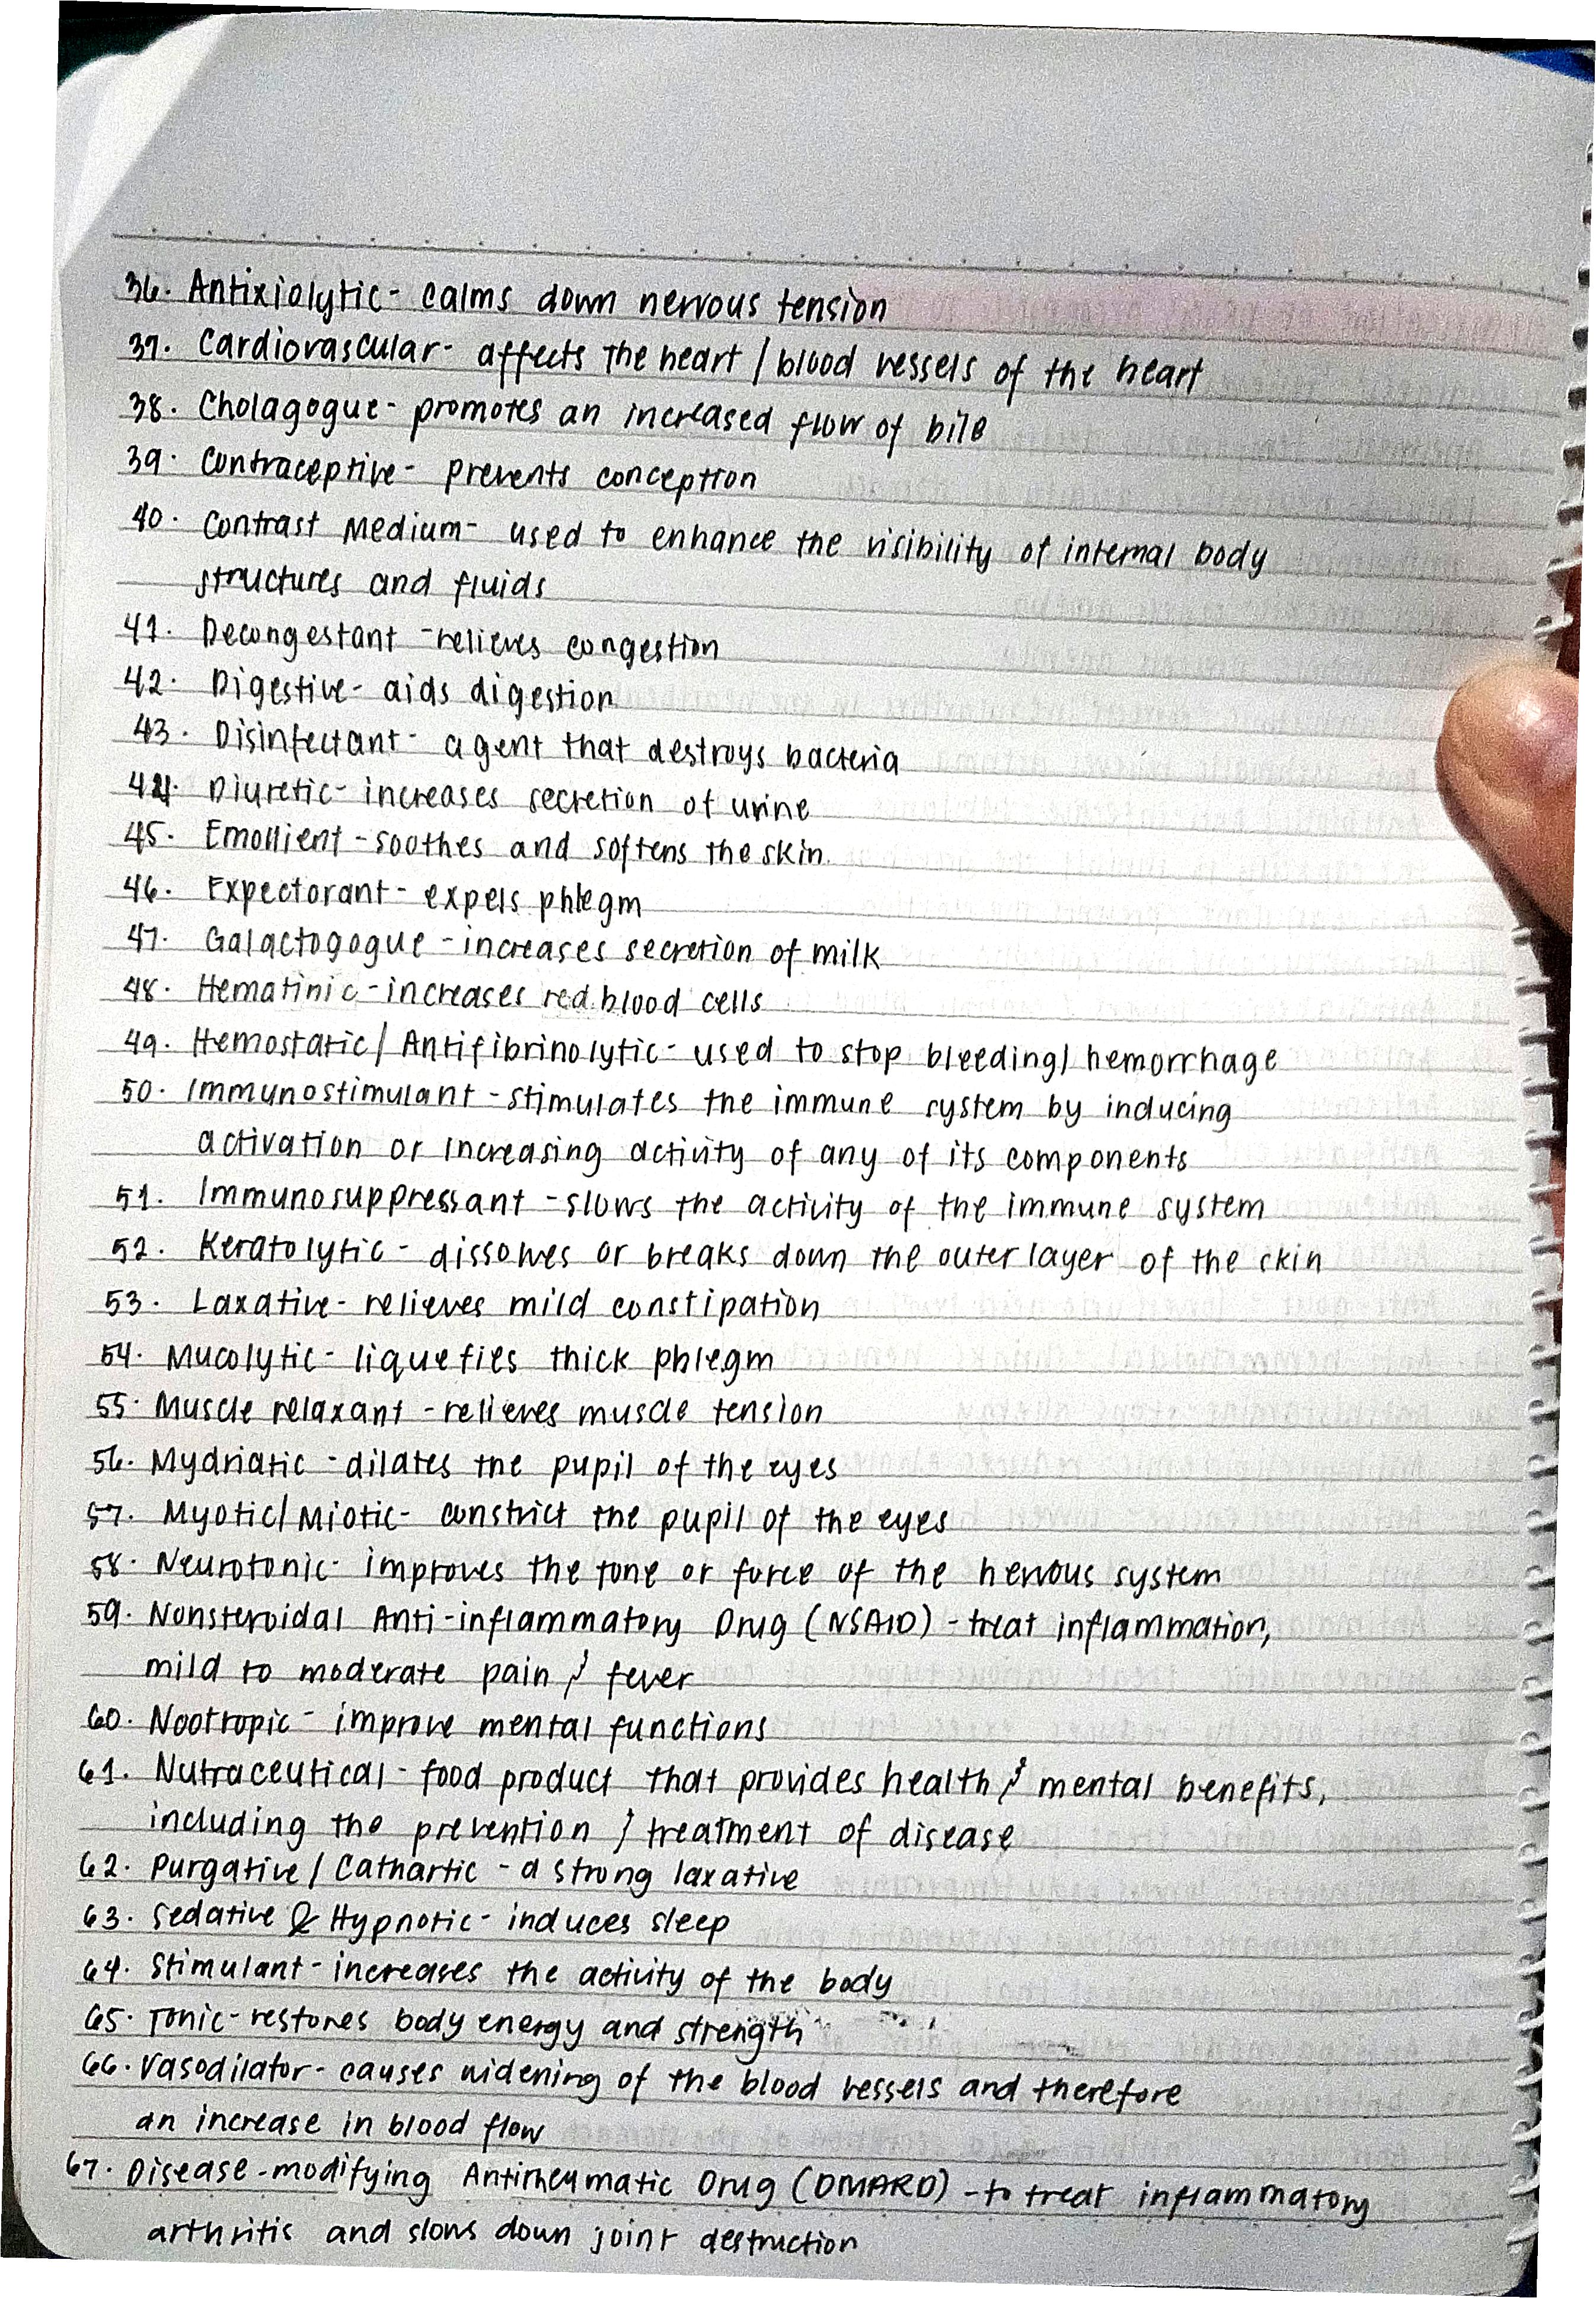 36. Antixiolytic - calms down nervous tension
37. Cardiovascular - affects the heart / blood vessels of the heart
38. Cholagogue - promotes an increased flow of bile
39. Contraceptive - prevents conception
40. Contrast Medium - used to enhance the visibility of internal body
structures and fluids
41. Decongestant - relieves congestion
42. Digestive - aids digestion
43. Disinfectant - agent that destroys bacteria
44. Diuretic - increases secretion of urine
45. Emollient - soothes and softens the skin
46. Expectorant - expels phlegm
47. Galactogogue - increases secretion of milk
48. Hematinic - increases red blood cells
49. Hemostatic / Antifibrinolytic - used to stop bleeding / hemorrhage
50. Immunostimulant - stimulates the immune system by inducing
activation or increasing activity of any of its components
51. Immunosuppressant - slows the activity of the immune system
52. Keratolytic - dissolves or breaks down the outer layer of the skin
53. Laxative - relieves mild constipation
54. Mucolytic - liquefies thick phlegm
55. Muscle relaxant - relieves muscle tension
56. Mydriatic - dilates the pupil of the eyes
57. Myotic / Miotic - constrict the pupil of the eyes
58. Neurotonic - improves the tone or force of the nervous system
59. Nonsteroidal Anti-inflammatory Drug (NSAID) - treat inflammation,
mild to moderate pain & fever
60. Nootropic - improve mental functions
61. Nutraceutical - food product that provides health & mental benefits,
including the prevention & treatment of disease
62. Purgative / Cathartic - a strong laxative
63. Sedative & Hypnotic - induces sleep
64. Stimulant - increases the activity of the body
65. Tonic - restores body energy and strength
66. Vasodilator - causes widening of the blood vessels and therefore
an increase in blood flow
67. Disease-modifying Antirheumatic Drug (DMARD) - to treat inflammatory
arthritis and slows down joint destruction